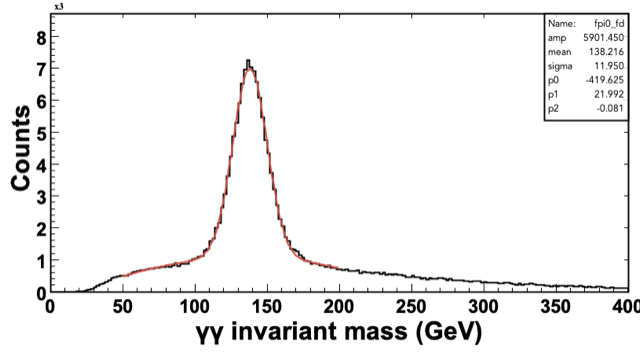 x3
Name: fpi0_fd
amp 5901.450
mean 138.216
sigma 11.950
p0 -419.625
p1 21.992
p2 -0.081
8
7
6
5
4
3
2
1
0
Counts
0 50 100 150 200 250 300 350 400
γγ invariant mass (GeV)